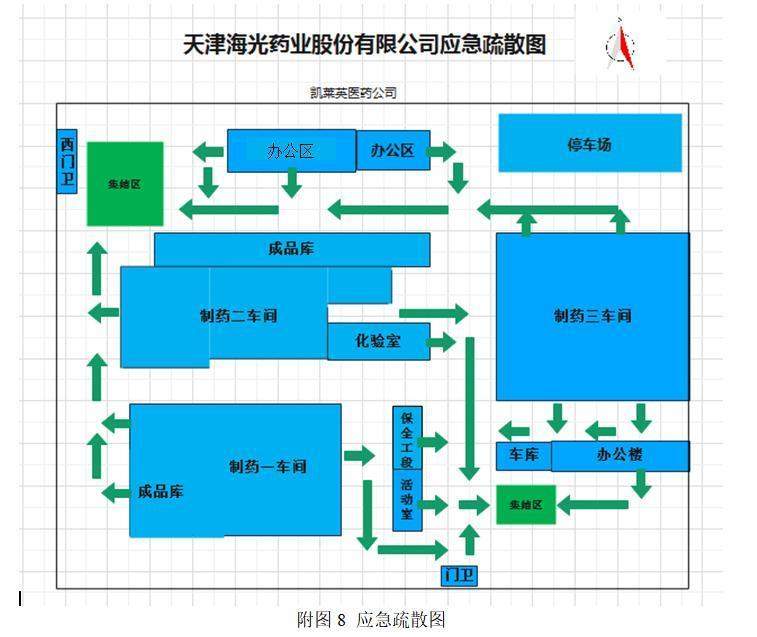 天津海光药业股份有限公司应急疏散图
凯莱英医药公司
西门卫
集结区
办公区
办公区
停车场
成品库
制药二车间
化验室
制药三车间
制药一车间
成品库
保全工段
活动室
车库
办公楼
集结区
门卫
附图 8 应急疏散图